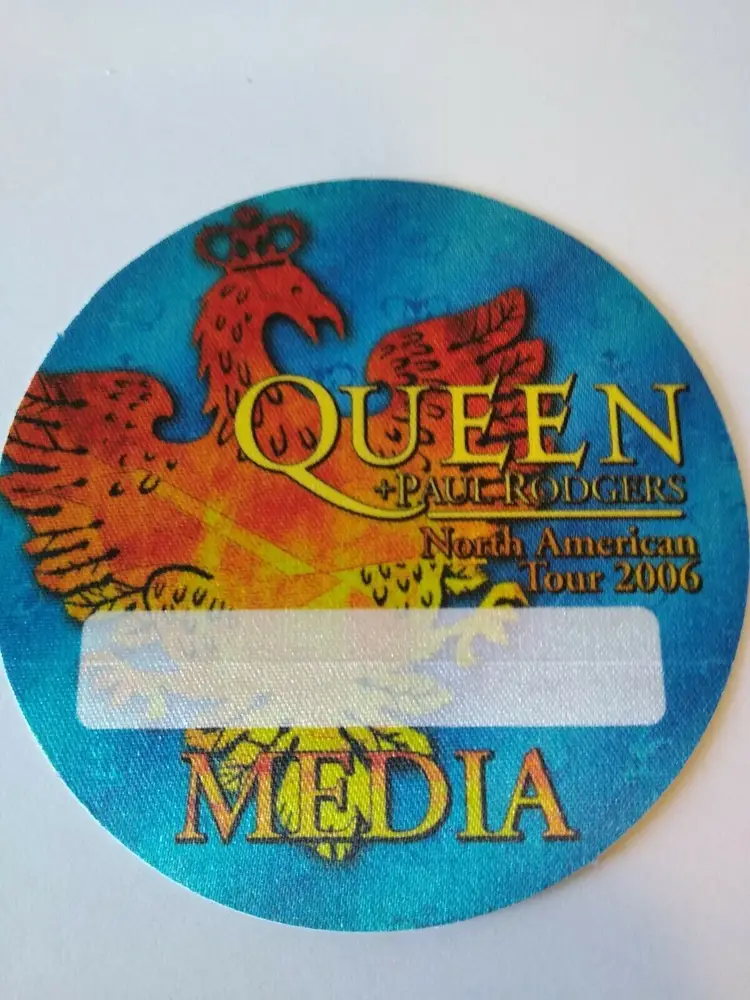 QUEEN
+PAUL RODGERS
North American
Tour 2006
MEDIA